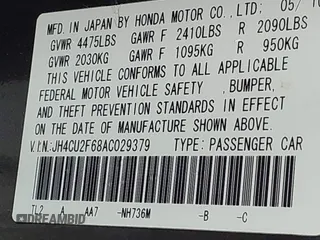 MFD. IN JAPAN BY HONDA MOTOR CO., LTD: 05/10
GVWR 4475LBS GAWR F 2410LBS R 2090LBS
GVWR 2030KG GAWR F 1095KG R 950KG
THIS VEHICLE CONFORMS TO ALL APPLICABLE
FEDERAL MOTOR VEHICLE SAFETY , BUMPER,
AND THEFT PREVENTION STANDARDS IN EFFECT
ON THE DATE OF MANUFACTURE SHOWN ABOVE.
V.I.N:JH4CU2F68AC029379 TYPE: PASSENGER CAR
TL2 A AA7 -NH736M -B -C
DREAMBID